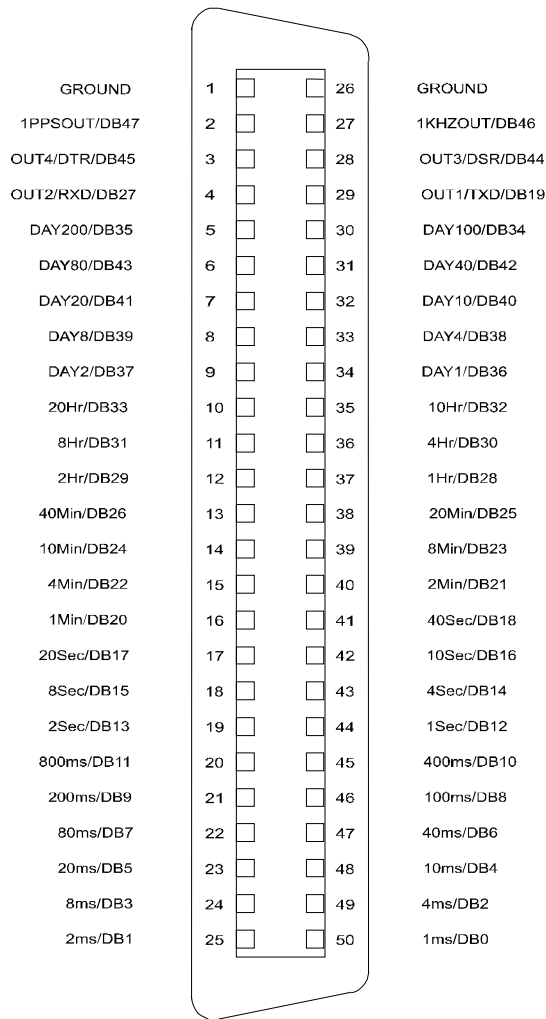 GROUND 1 26 GROUND
1PPSOUT/DB47 2 27 1KHZOUT/DB46
OUT4/DTR/DB45 3 28 OUT3/DSR/DB44
OUT2/RXD/DB27 4 29 OUT1/TXD/DB19
DAY200/DB35 5 30 DAY100/DB34
DAY80/DB43 6 31 DAY40/DB42
DAY20/DB41 7 32 DAY10/DB40
DAY8/DB39 8 33 DAY4/DB38
DAY2/DB37 9 34 DAY1/DB36
20Hr/DB33 10 35 10Hr/DB32
8Hr/DB31 11 36 4Hr/DB30
2Hr/DB29 12 37 1Hr/DB28
40Min/DB26 13 38 20Min/DB25
10Min/DB24 14 39 8Min/DB23
4Min/DB22 15 40 2Min/DB21
1Min/DB20 16 41 40Sec/DB18
20Sec/DB17 17 42 10Sec/DB16
8Sec/DB15 18 43 4Sec/DB14
2Sec/DB13 19 44 1Sec/DB12
800ms/DB11 20 45 400ms/DB10
200ms/DB9 21 46 100ms/DB8
80ms/DB7 22 47 40ms/DB6
20ms/DB5 23 48 10ms/DB4
8ms/DB3 24 49 4ms/DB2
2ms/DB1 25 50 1ms/DB0